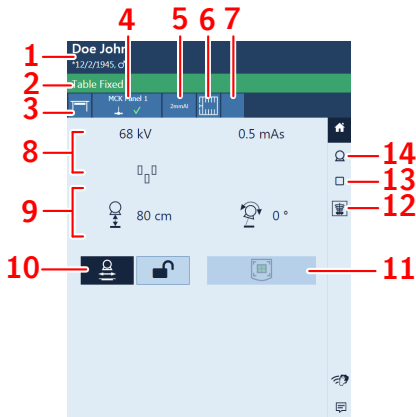 4
5
6
7
Doe John
1
*12/2/1945, ♂
2
Table Fixed
3
MCK Panel 1
2mmAl
8
68 kV
0.5 mAs
14
13
9
80 cm
0 °
12
10
11